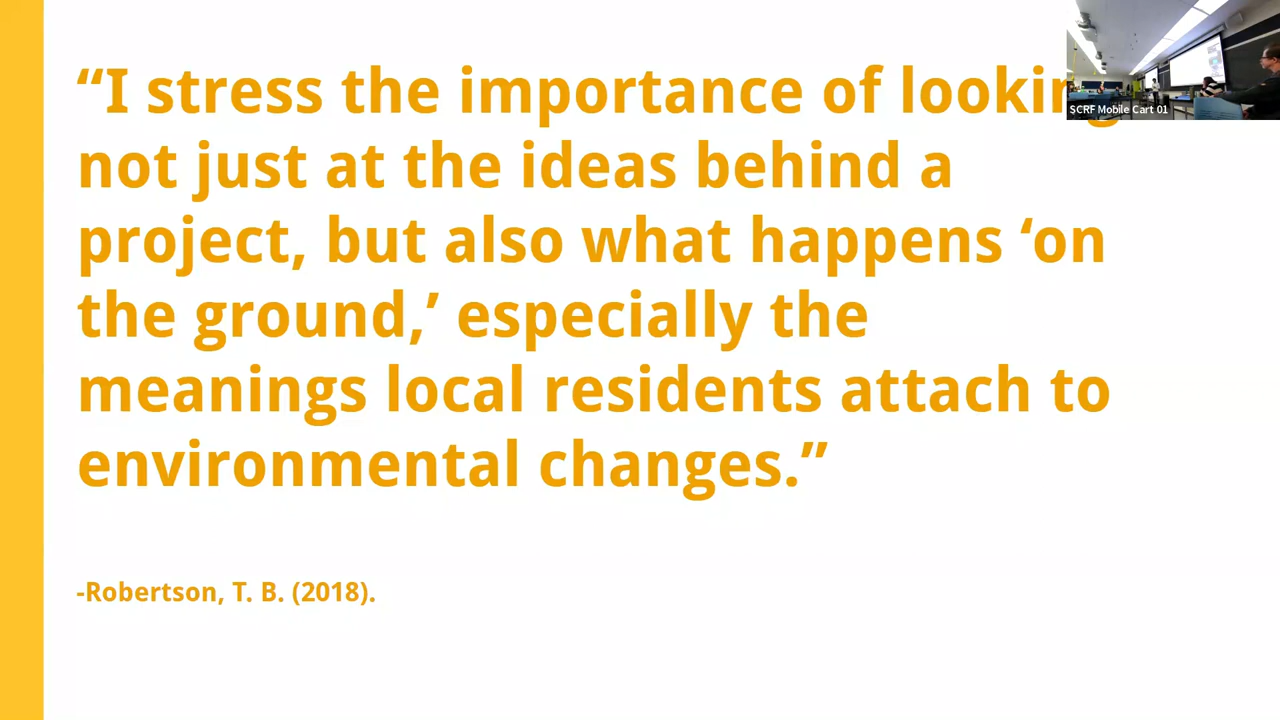 “I stress the importance of looking
not just at the ideas behind a
project, but also what happens ‘on
the ground,’ especially the
meanings local residents attach to
environmental changes.”
-Robertson, T. B. (2018).
SCRF Mobile Cart 01